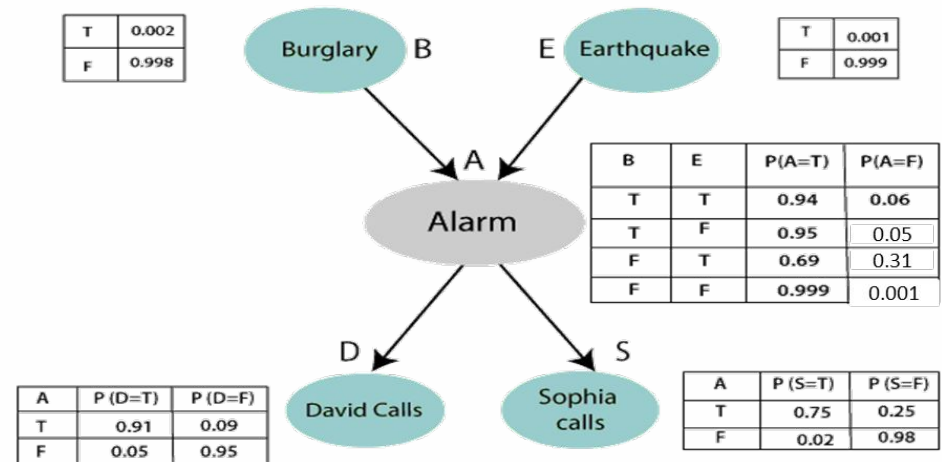 T 0.002
F 0.998
Burglary B
E Earthquake
T 0.001
F 0.999
A
Alarm
B E P(A=T) P(A=F)
T T 0.94 0.06
T F 0.95 0.05
F T 0.69 0.31
F F 0.999 0.001
D
S
A P (D=T) P (D=F)
T 0.91 0.09
F 0.05 0.95
David Calls
Sophia
calls
A P (S=T) P (S=F)
T 0.75 0.25
F 0.02 0.98